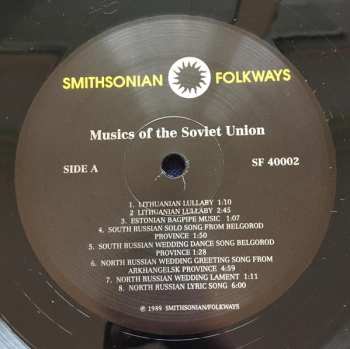 SMITHSONIAN FOLKWAYS
Musics of the Soviet Union
SIDE A SF 40002
1. LITHUANIAN LULLABY 1:10
2. LITHUANIAN LULLABY 2:45
3. ESTONIAN BAGPIPE MUSIC 1:07
4. SOUTH RUSSIAN SOLO SONG FROM BELGOROD
PROVINCE 1:50
5. SOUTH RUSSIAN WEDDING DANCE SONG BELGOROD
PROVINCE 1:28
6. NORTH RUSSIAN WEDDING GREETING SONG FROM
ARKHANGELSK PROVINCE 4:59
7. NORTH RUSSIAN WEDDING LAMENT 1:11
8. NORTH RUSSIAN LYRIC SONG 6:00
℗ 1989 SMITHSONIAN/FOLKWAYS